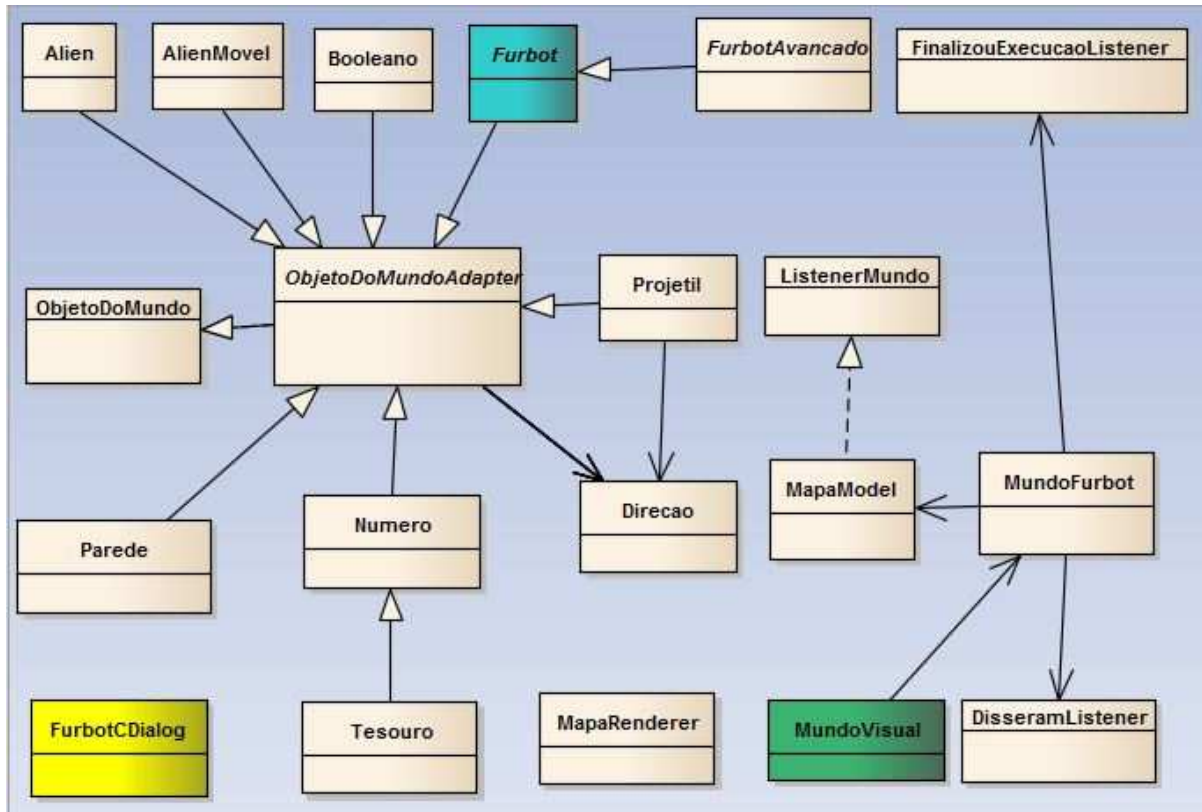 Alien
AlienMovel
Booleano
Furbot
FurbotAvancado
FinalizouExecucaoListener
ObjetoDoMundo
ObjetoDoMundoAdapter
Projetil
ListenerMundo
Parede
Numero
Direcao
MapaModel
MundoFurbot
FurbotCDialog
Tesouro
MapaRenderer
MundoVisual
DisseramListener